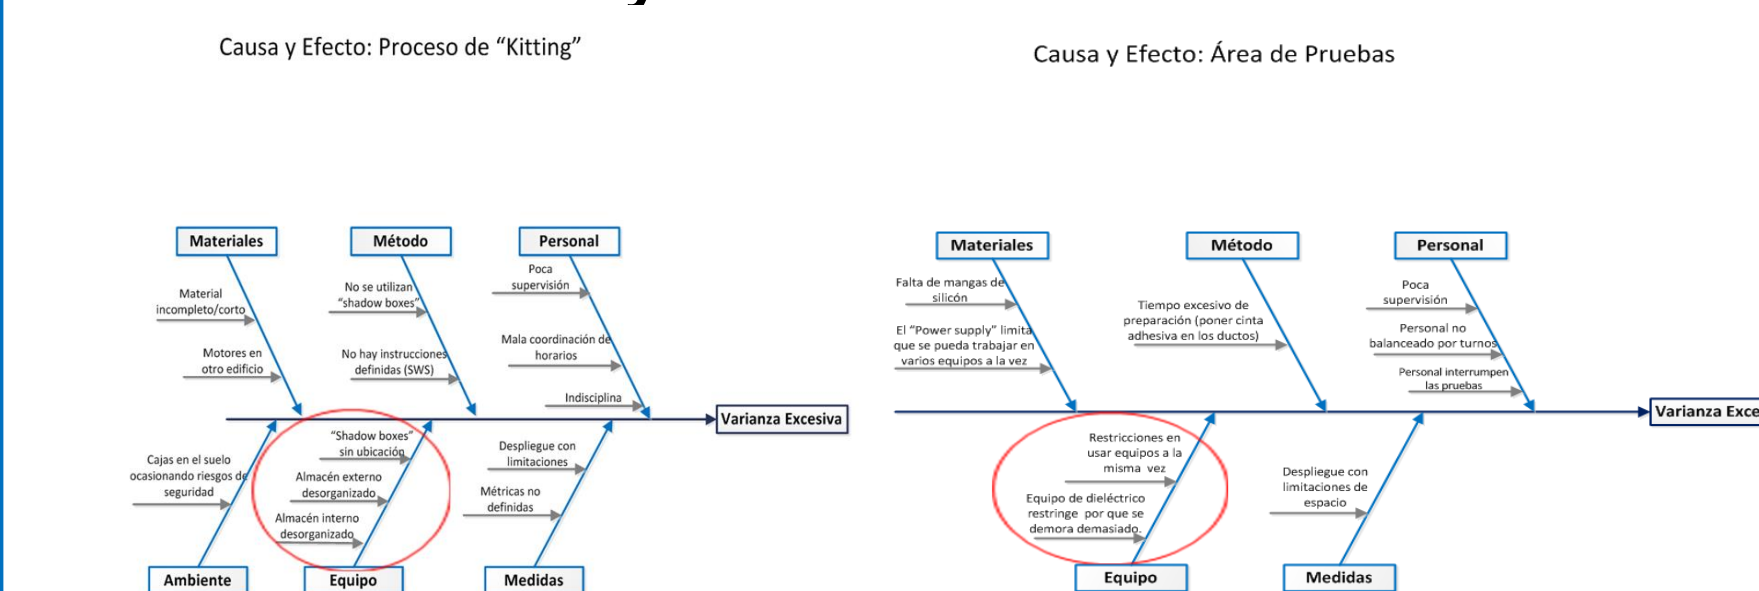 Causa y Efecto: Proceso de “Kitting”
Materiales
Método
Personal
Material
incompleto/corto
Motores en
otro edificio
No se utilizan
“shadow boxes”
No hay instrucciones
definidas (SWS)
Poca
supervisión
Mala coordinación de
horarios
Indisciplina
Varianza Excesiva
Cajas en el suelo
ocasionando riesgos de
seguridad
“Shadow boxes”
sin ubicación
Almacén externo
desorganizado
Almacén interno
desorganizado
Despliegue con
limitaciones
Métricas no
definidas
Ambiente
Equipo
Medidas
Causa y Efecto: Área de Pruebas
Materiales
Método
Personal
Falta de mangas de
silicón
El “Power supply” limita
que se pueda trabajar en
varios equipos a la vez
Tiempo excesivo de
preparación (poner cinta
adhesiva en los ductos)
Poca
supervisión
Personal no
balanceado por turnos
Personal interrumpen
las pruebas
Varianza Exce
Restricciones en
usar equipos a la
misma vez
Equipo de dieléctrico
restringe por que se
demora demasiado.
Despliegue con
limitaciones de
espacio
Equipo
Medidas